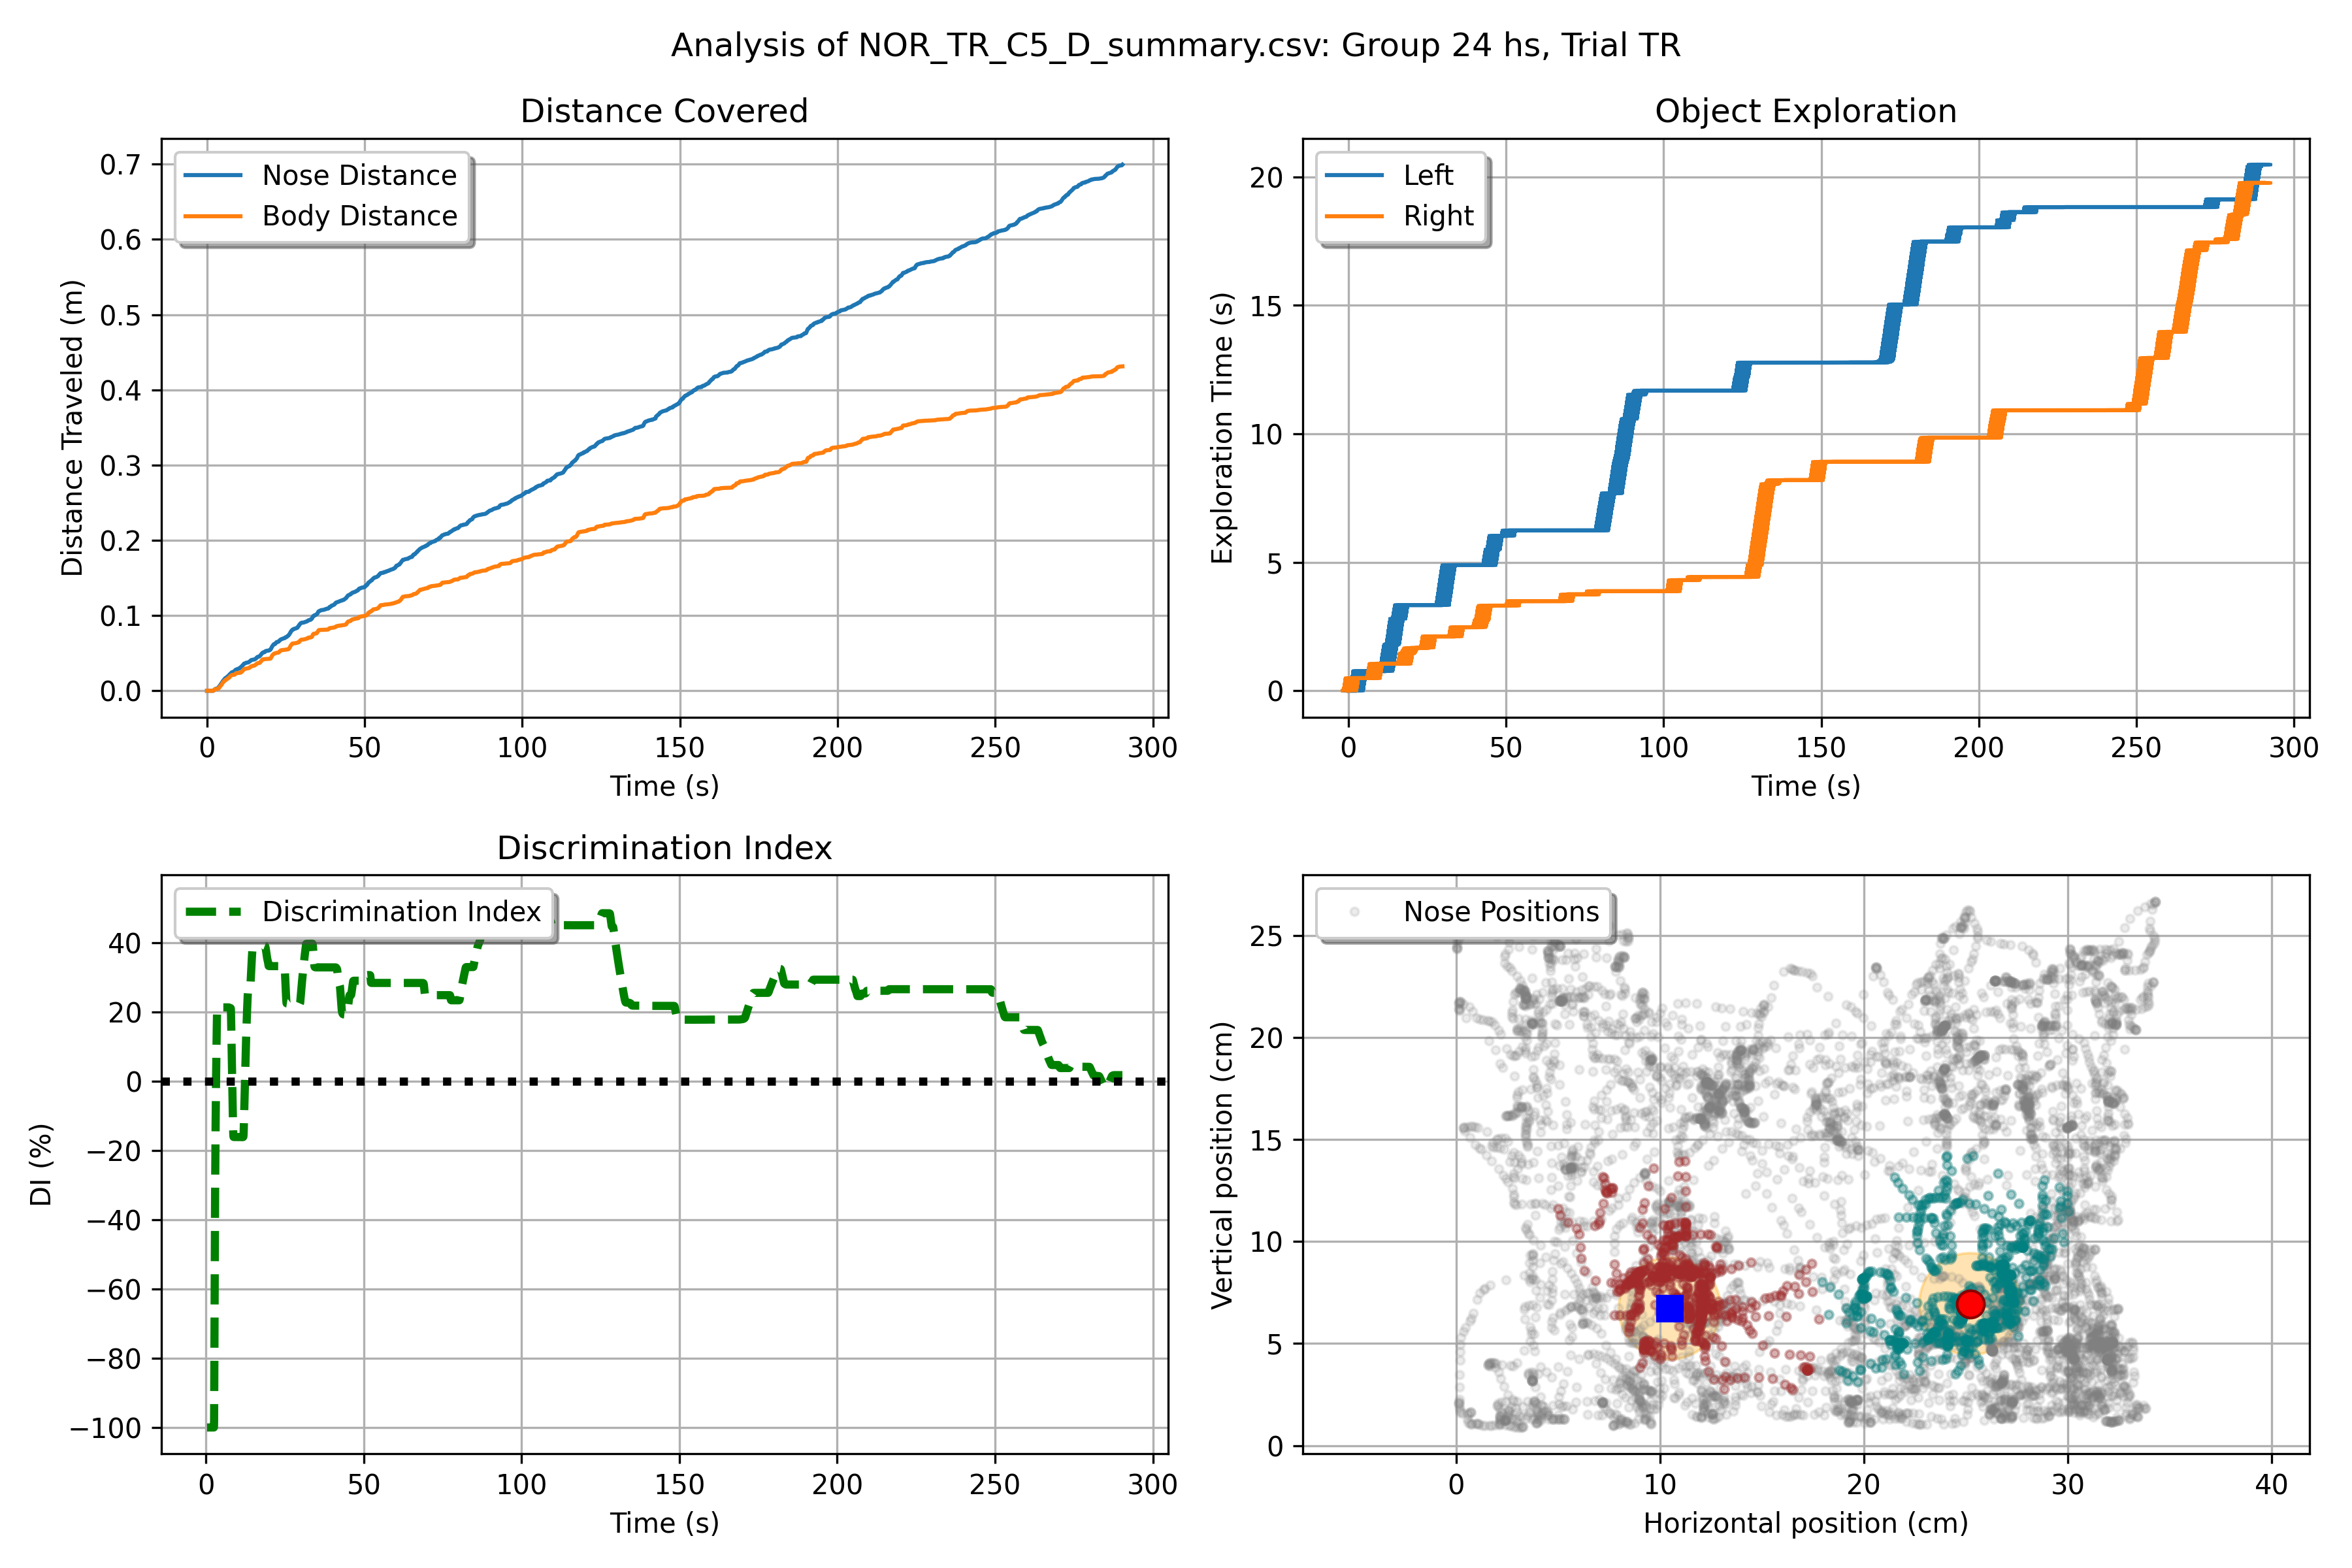 Analysis of NOR_TR_C5_D_summary.csv: Group 24 hs, Trial TR
Distance Covered
Nose Distance
Body Distance
Distance Traveled (m)
0.7
0.6
0.5
0.4
0.3
0.2
0.1
0.0
0 50 100 150 200 250 300
Time (s)
Object Exploration
Left
Right
Exploration Time (s)
20
15
10
5
0
0 50 100 150 200 250 300
Time (s)
Discrimination Index
Discrimination Index
DI (%)
40
20
0
−20
−40
−60
−80
−100
0 50 100 150 200 250 300
Time (s)
Nose Positions
Vertical position (cm)
25
20
15
10
5
0
0 10 20 30 40
Horizontal position (cm)